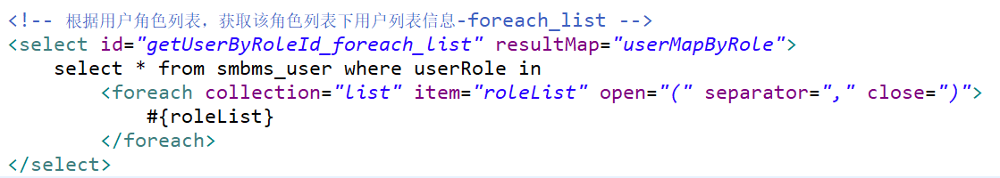 <!-- 根据用户角色列表，获取该角色列表下用户列表信息-foreach_list -->
<select id="getUserByRoleId_foreach_list" resultMap="userMapByRole">
    select * from smbms_user where userRole in
        <foreach collection="list" item="roleList" open="(" separator="," close=")">
            #{roleList}
        </foreach>
</select>